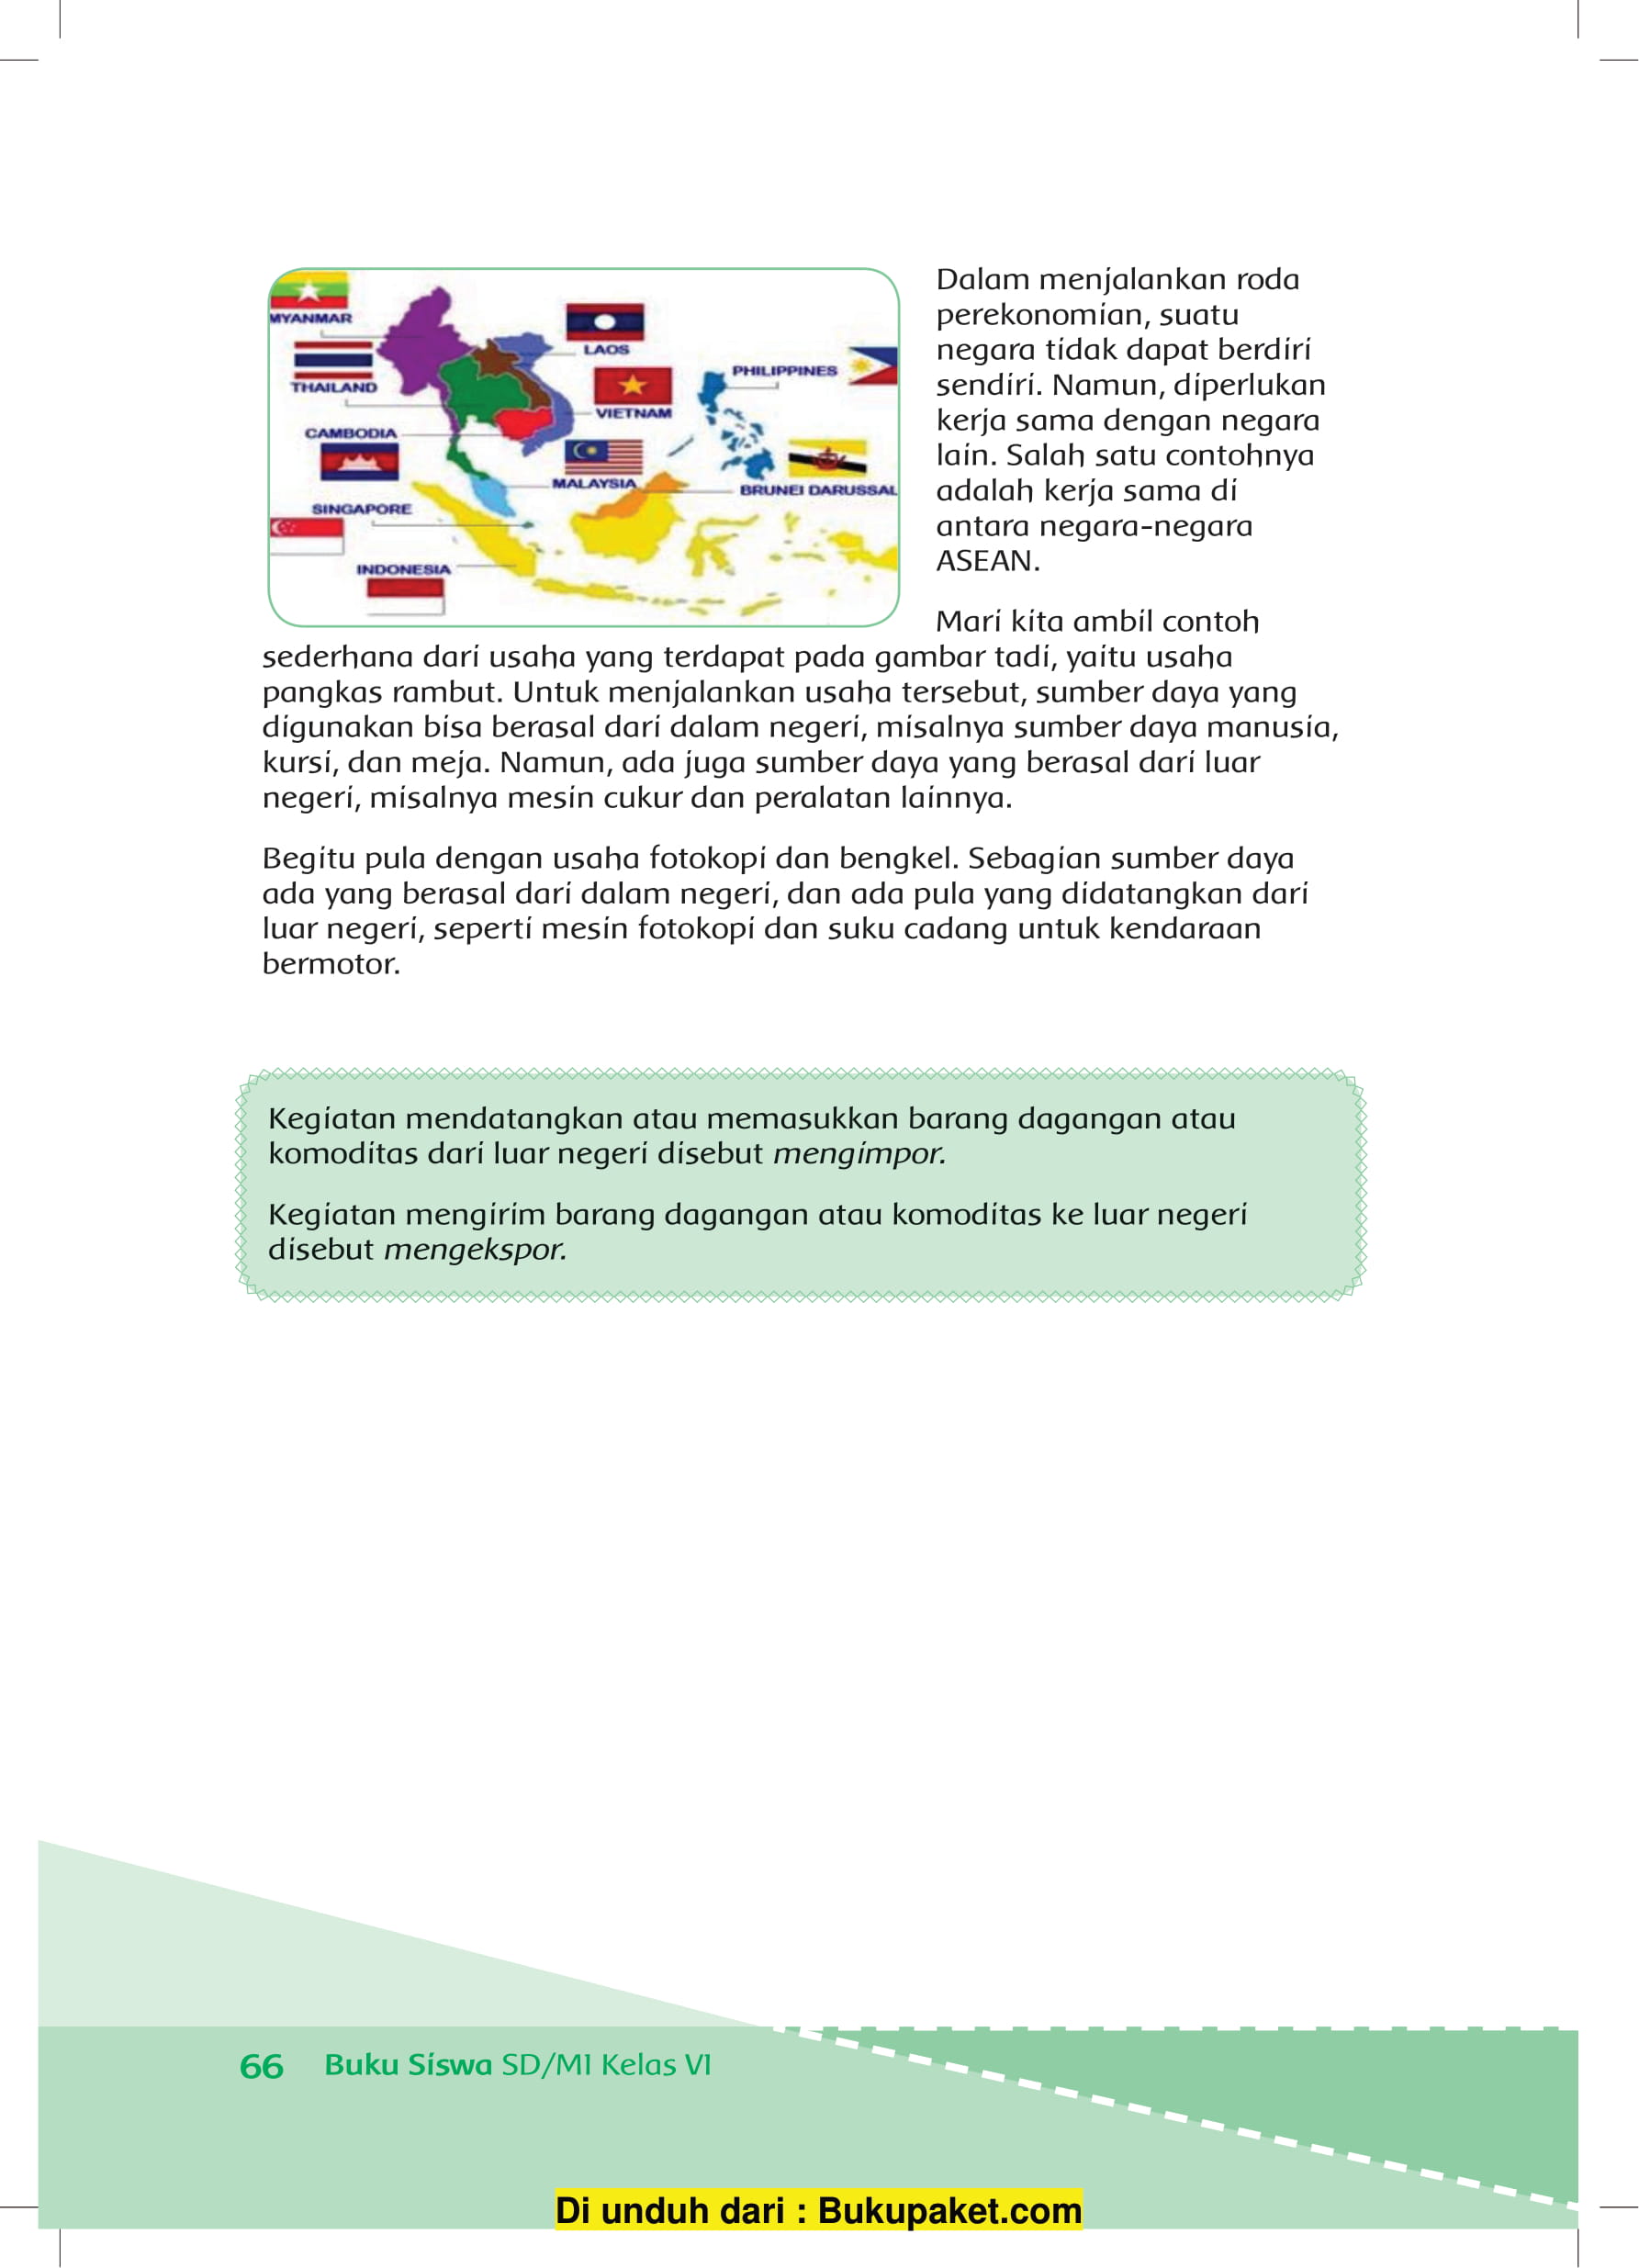 MYANMAR
LAOS
THAILAND
PHILIPPINES
VIETNAM
CAMBODIA
MALAYSIA
BRUNEI DARUSSAL
SINGAPORE
INDONESIA
Dalam menjalankan roda
perekonomian, suatu
negara tidak dapat berdiri
sendiri. Namun, diperlukan
kerja sama dengan negara
lain. Salah satu contohnya
adalah kerja sama di
antara negara-negara
ASEAN.
Mari kita ambil contoh
sederhana dari usaha yang terdapat pada gambar tadi, yaitu usaha
pangkas rambut. Untuk menjalankan usaha tersebut, sumber daya yang
digunakan bisa berasal dari dalam negeri, misalnya sumber daya manusia,
kursi, dan meja. Namun, ada juga sumber daya yang berasal dari luar
negeri, misalnya mesin cukur dan peralatan lainnya.
Begitu pula dengan usaha fotokopi dan bengkel. Sebagian sumber daya
ada yang berasal dari dalam negeri, dan ada pula yang didatangkan dari
luar negeri, seperti mesin fotokopi dan suku cadang untuk kendaraan
bermotor.
Kegiatan mendatangkan atau memasukkan barang dagangan atau
komoditas dari luar negeri disebut mengimpor.
Kegiatan mengirim barang dagangan atau komoditas ke luar negeri
disebut mengekspor.
66 Buku Siswa SD/MI Kelas VI
Di unduh dari : Bukupaket.com